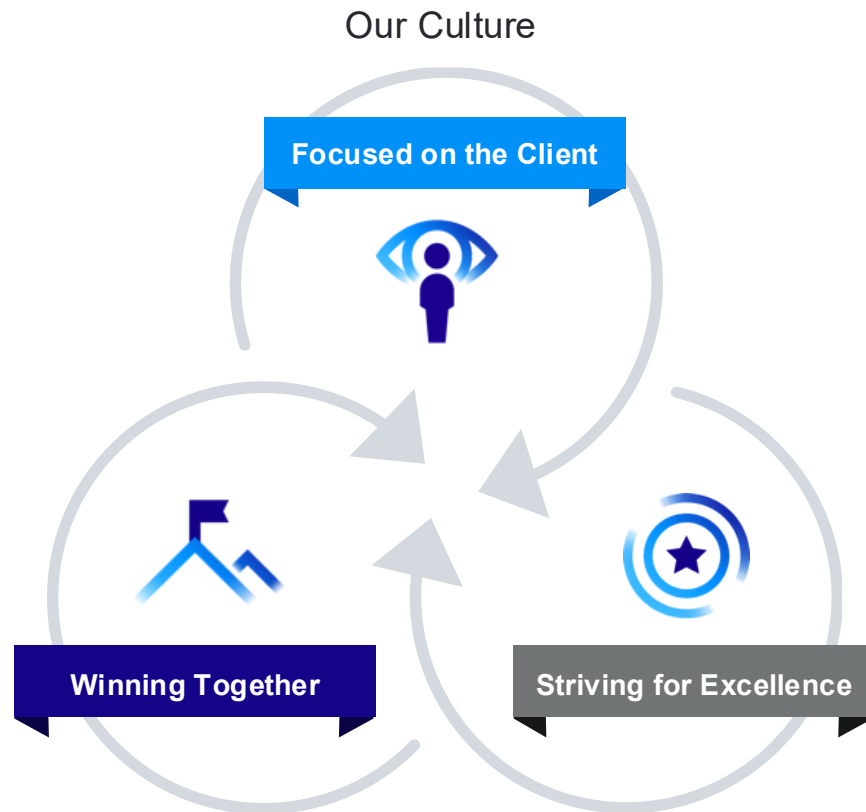 Our Culture
Focused on the Client
Winning Together
Striving for Excellence